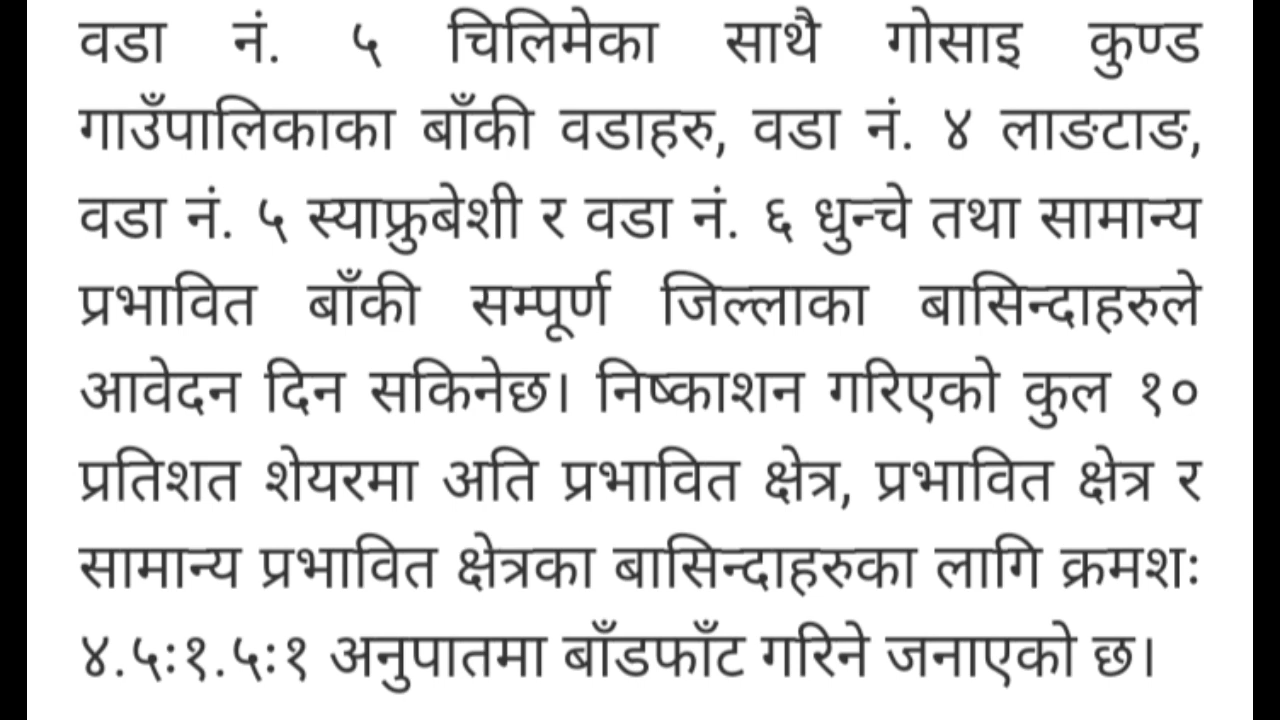 वडा नं. ५ चिलिमेका साथै गोसाइ कुण्ड
गाउँपालिकाका बाँकी वडाहरु, वडा नं. ४ लाङटाङ,
वडा नं. ५ स्याफ्रुबेशी र वडा नं. ६ धुन्चे तथा सामान्य
प्रभावित बाँकी सम्पूर्ण जिल्लाका बासिन्दाहरुले
आवेदन दिन सकिनेछ। निष्काशन गरिएको कुल १०
प्रतिशत शेयरमा अति प्रभावित क्षेत्र, प्रभावित क्षेत्र र
सामान्य प्रभावित क्षेत्रका बासिन्दाहरुका लागि क्रमशः
४.५ः१.५ः१ अनुपातमा बाँडफाँट गरिने जनाएको छ।